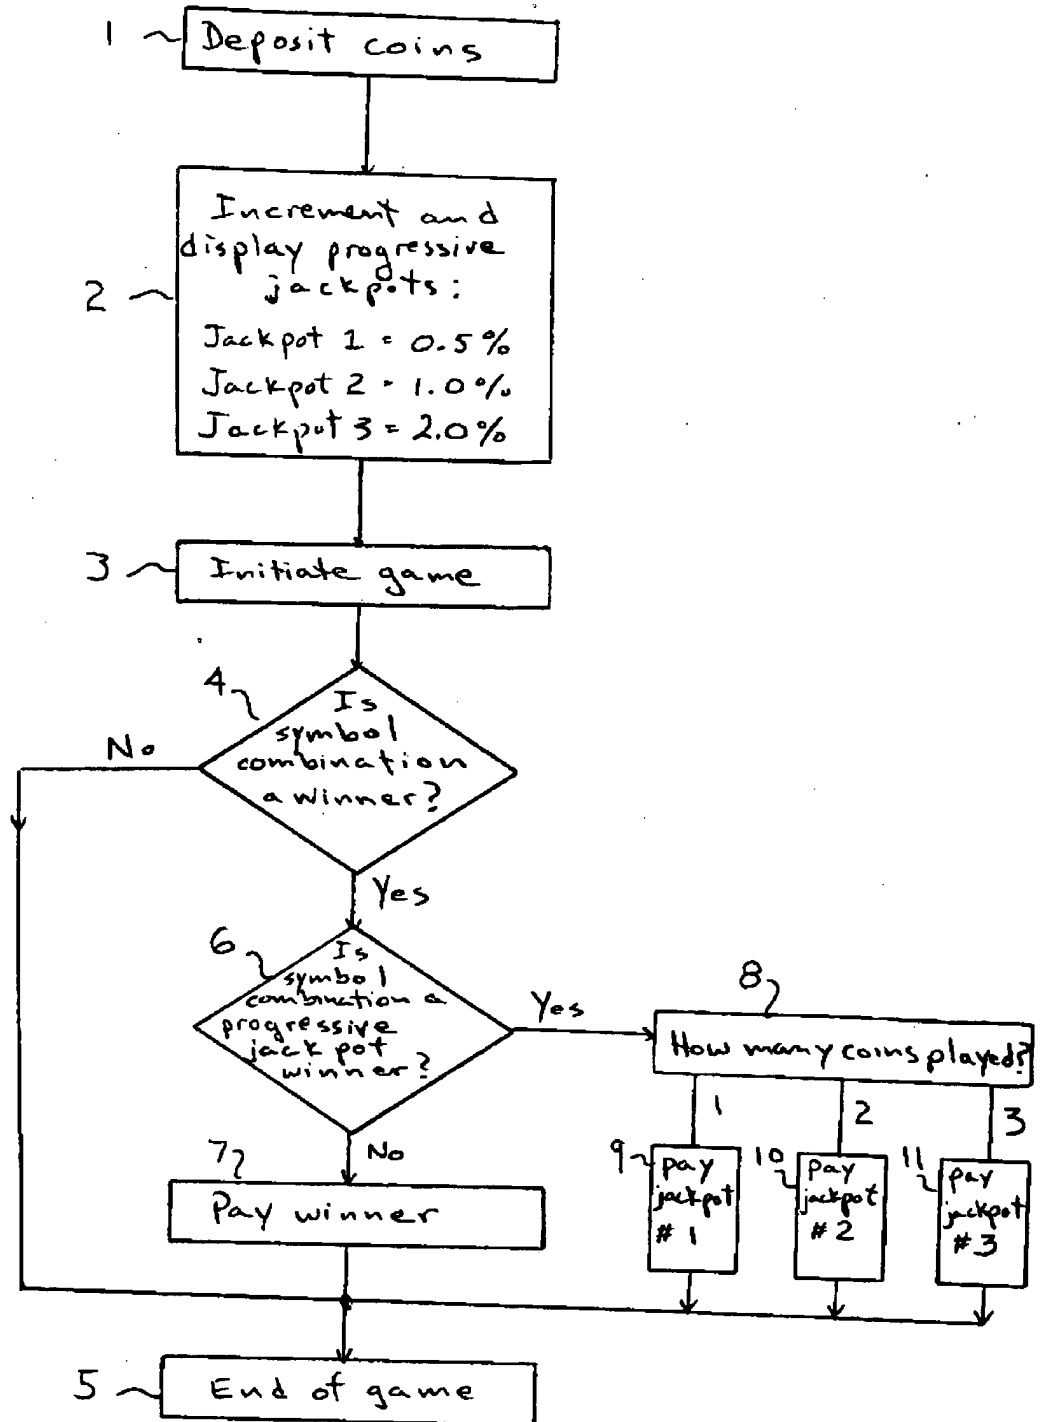 1
Deposit coins
2
Increment and
display progressive
jackpots:
Jackpot 1 = 0.5%
Jackpot 2 - 1.0%
Jackpot 3 = 2.0%
3
Initiate game
4
Is
symbol
combination
a winner?
No
Yes
6
Is
symbol
combination a
progressive
jackpot
winner?
Yes
8
How many coins played?
1
2
3
No
7
Pay winner
9
pay
jackpot
# 1
10
pay
jackpot
# 2
11
pay
jackpot
# 3
5
End of game